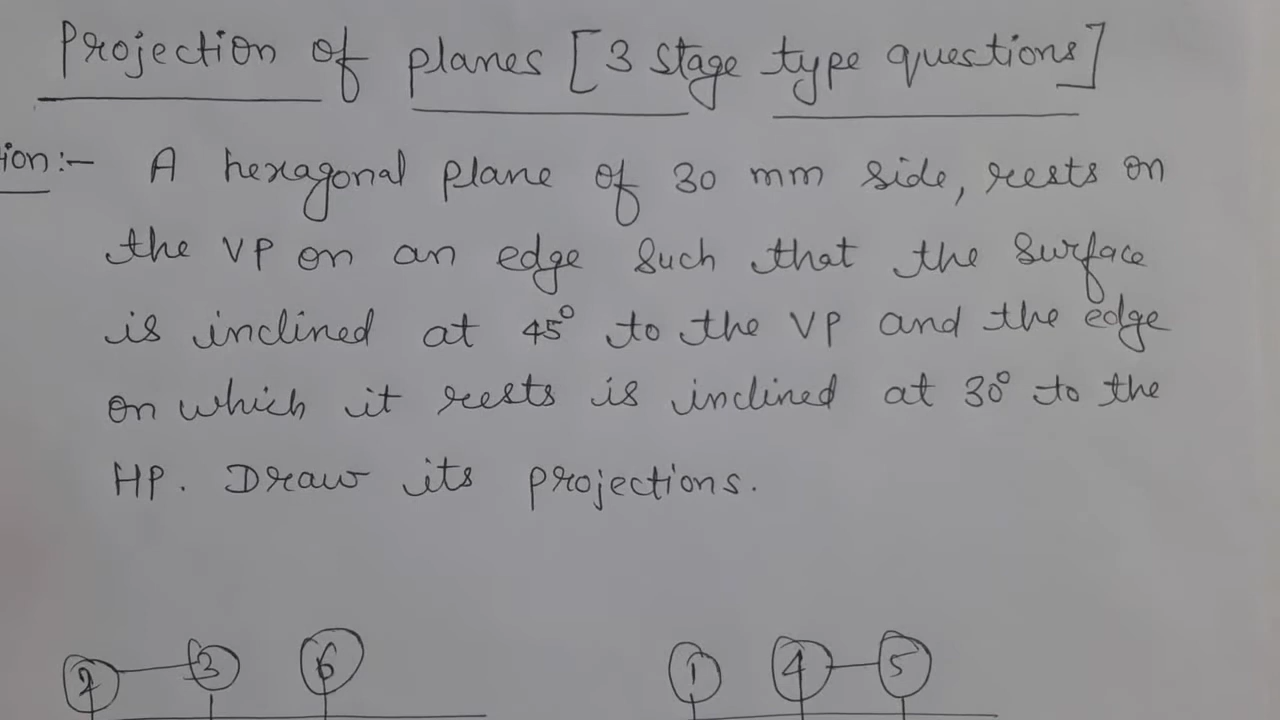 Projection of planes [3 stage type questions]
ion:- A hexagonal plane of 30 mm side, rests on
the VP on an edge such that the surface
is inclined at 45° to the VP and the edge
on which it rests is inclined at 30° to the
HP. Draw its projections.
2 3 6 1 4 5